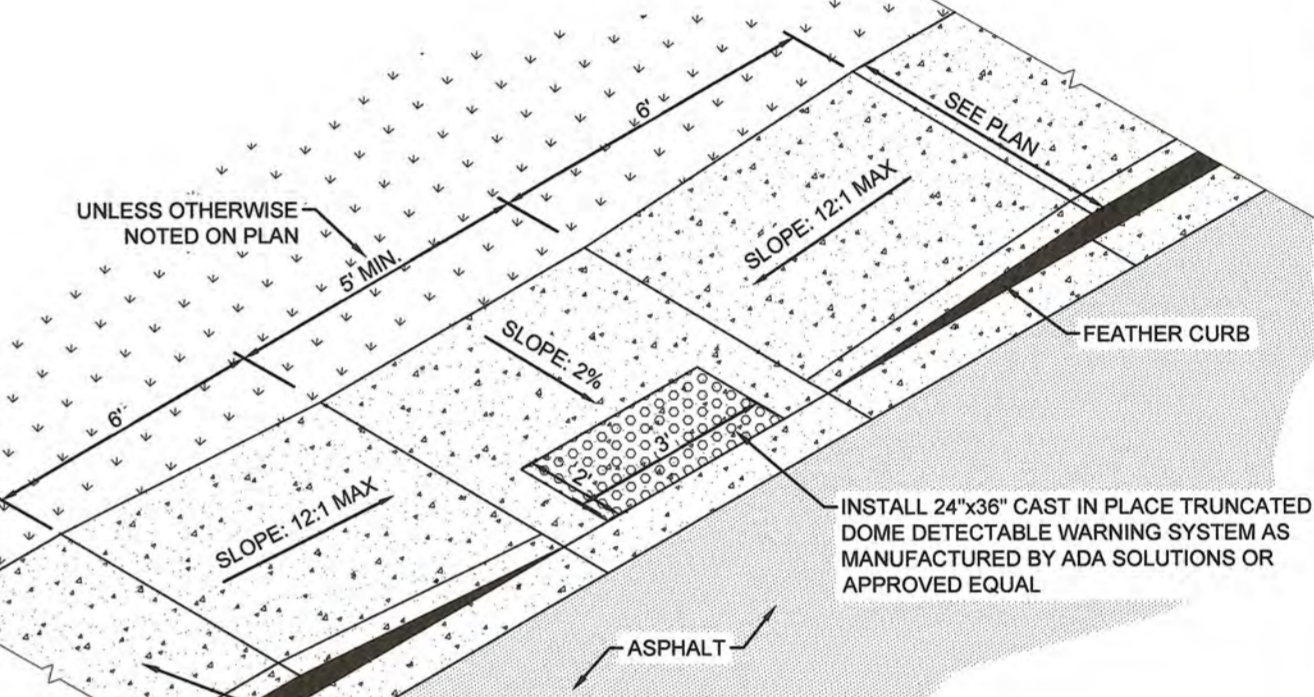 6'
SEE PLAN
UNLESS OTHERWISE
NOTED ON PLAN
SLOPE: 12:1 MAX
5' MIN.
FEATHER CURB
SLOPE: 2%
6'
3'
2'
SLOPE: 12:1 MAX
INSTALL 24"x36" CAST IN PLACE TRUNCATED
DOME DETECTABLE WARNING SYSTEM AS
MANUFACTURED BY ADA SOLUTIONS OR
APPROVED EQUAL
ASPHALT